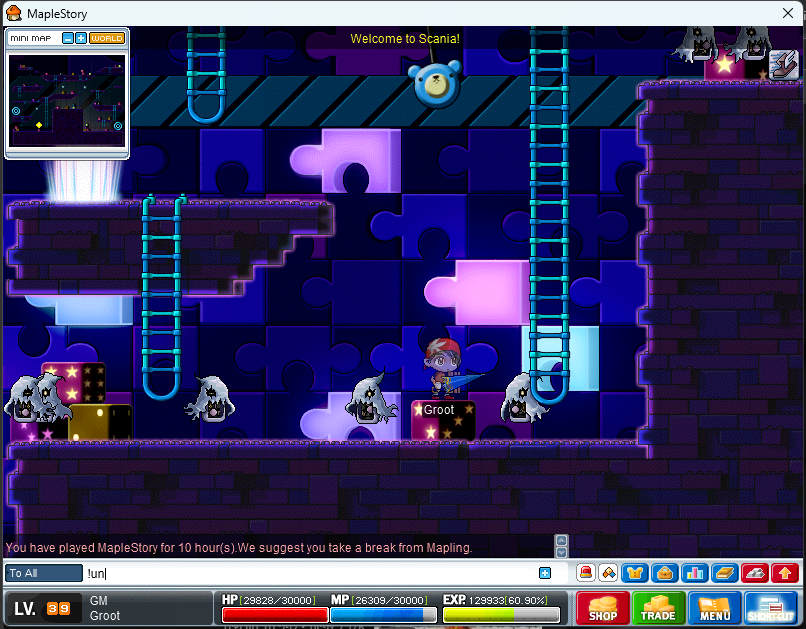 MapleStory
MINI MAP
WORLD
Welcome to Scania!
Groot
You have played MapleStory for 10 hour(s).We suggest you take a break from Mapling.
To All
!un
LV. 39
GM
Groot
HP[29828/30000]
MP[26309/30000]
EXP 129933[60.90%]
SHOP
TRADE
MENU
SHORT-CUT